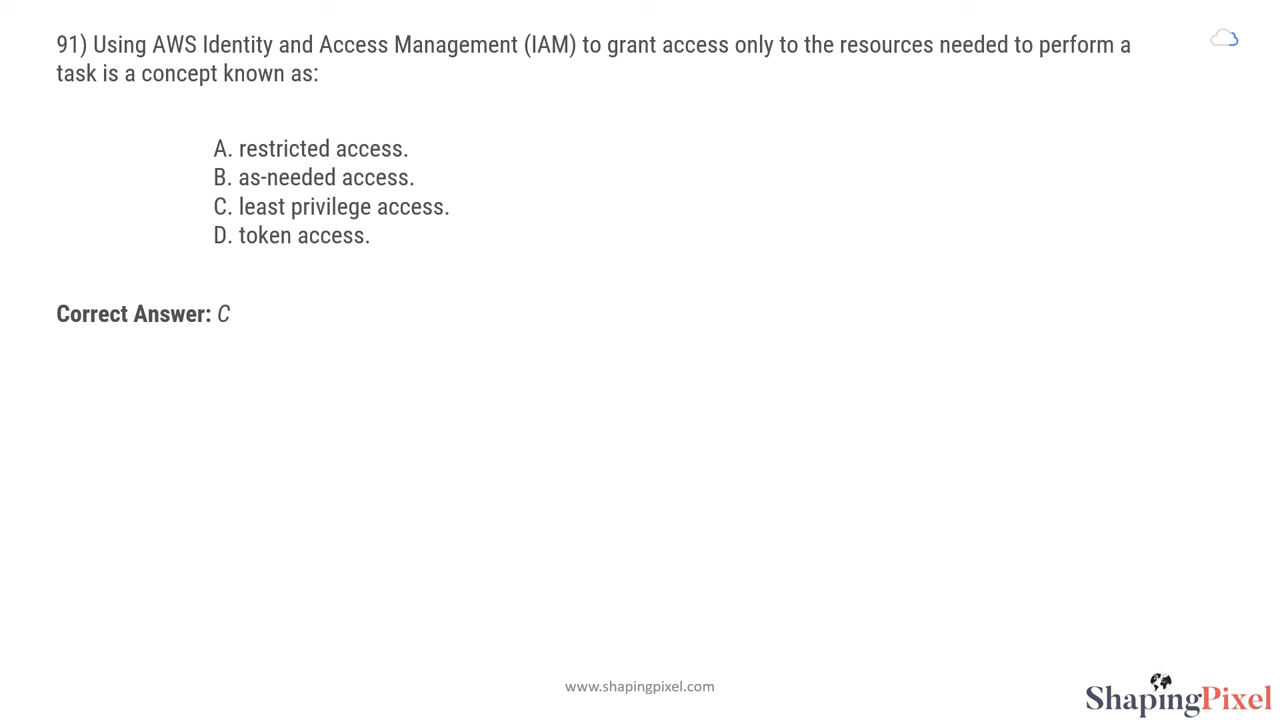 91) Using AWS Identity and Access Management (IAM) to grant access only to the resources needed to perform a
task is a concept known as:
A. restricted access.
B. as-needed access.
C. least privilege access.
D. token access.
Correct Answer: C
www.shapingpixel.com
ShapingPixel